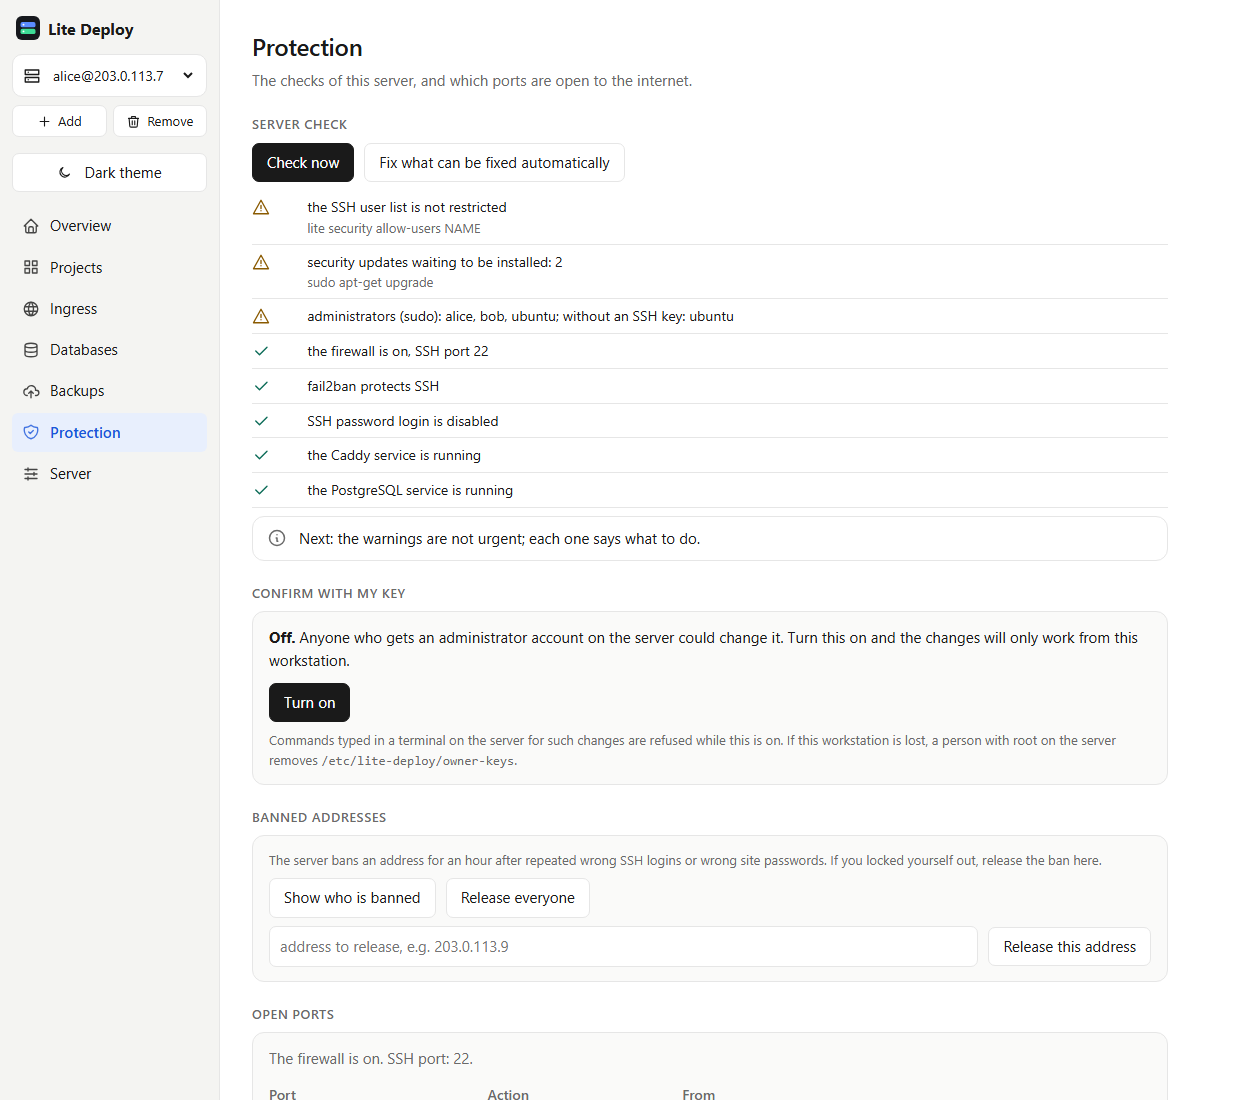 Lite Deploy
alice@203.0.113.7
Add
Remove
Dark theme
Overview
Projects
Ingress
Databases
Backups
Protection
Server
Protection
The checks of this server, and which ports are open to the internet.
SERVER CHECK
Check now
Fix what can be fixed automatically
the SSH user list is not restricted
lite security allow-users NAME
security updates waiting to be installed: 2
sudo apt-get upgrade
administrators (sudo): alice, bob, ubuntu; without an SSH key: ubuntu
the firewall is on, SSH port 22
fail2ban protects SSH
SSH password login is disabled
the Caddy service is running
the PostgreSQL service is running
Next: the warnings are not urgent; each one says what to do.
CONFIRM WITH MY KEY
Off. Anyone who gets an administrator account on the server could change it. Turn this on and the changes will only work from this
workstation.
Turn on
Commands typed in a terminal on the server for such changes are refused while this is on. If this workstation is lost, a person with root on the server
removes /etc/lite-deploy/owner-keys.
BANNED ADDRESSES
The server bans an address for an hour after repeated wrong SSH logins or wrong site passwords. If you locked yourself out, release the ban here.
Show who is banned
Release everyone
address to release, e.g. 203.0.113.9
Release this address
OPEN PORTS
The firewall is on. SSH port: 22.
Port Action From